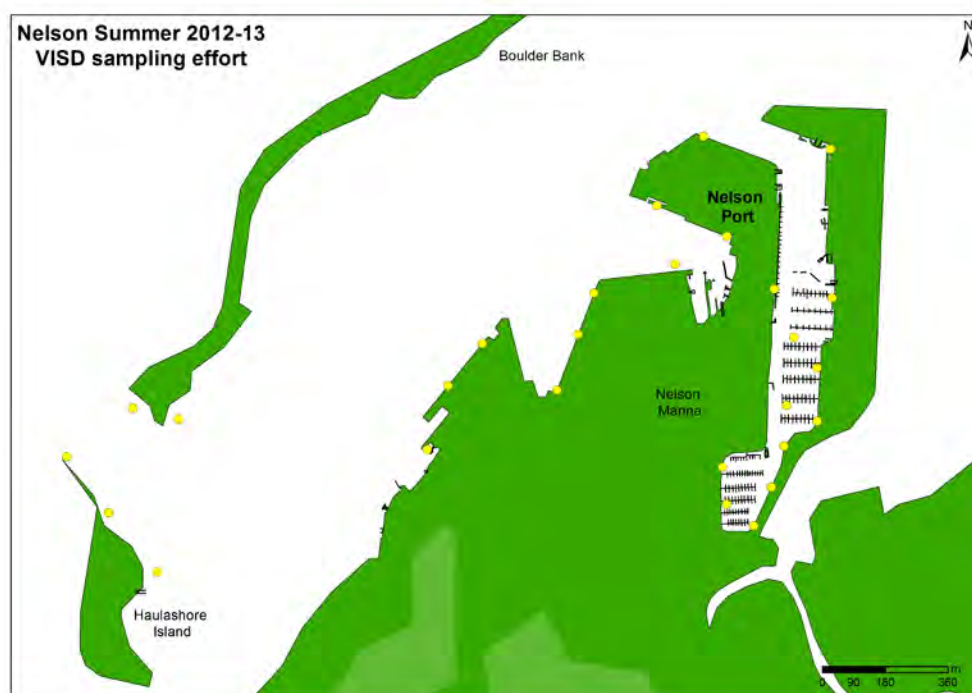 Nelson Summer 2012-13
VISD sampling effort
Boulder Bank
N
Nelson
Port
Nelson
Marina
Haulashore
Island
m
0 90 180 360